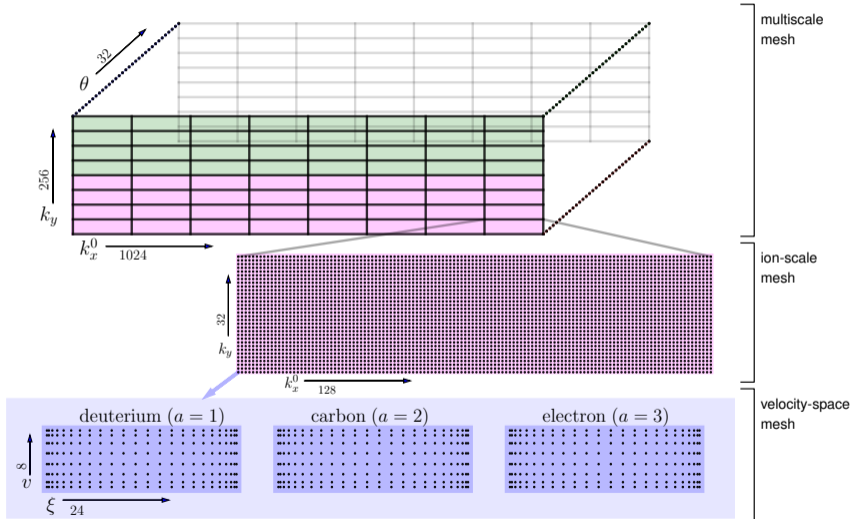 multiscale
mesh
32
θ
256
k_y
k_x^0
1024
ion-scale
mesh
32
k_y
k_x^0
128
velocity-space
mesh
deuterium (a = 1)
carbon (a = 2)
electron (a = 3)
8
v
ξ
24